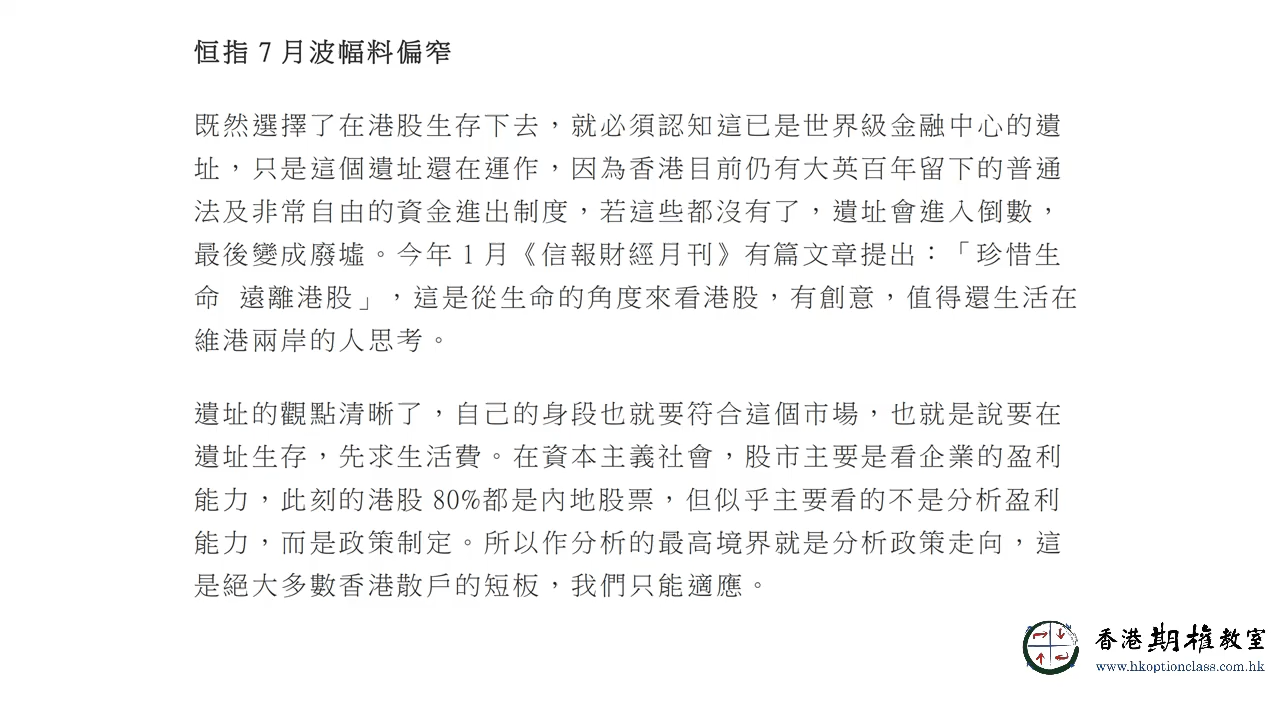 恒指 7 月波幅料偏窄
既然選擇了在港股生存下去，就必須認知這已是世界級金融中心的遺
址，只是這個遺址還在運作，因為香港目前仍有大英百年留下的普通
法及非常自由的資金進出制度，若這些都沒有了，遺址會進入倒數，
最後變成廢墟。今年 1 月《信報財經月刊》有篇文章提出：「珍惜生
命 遠離港股」，這是從生命的角度來看港股，有創意，值得還生活在
維港兩岸的人思考。
遺址的觀點清晰了，自己的身段也就要符合這個市場，也就是說要在
遺址生存，先求生活費。在資本主義社會，股市主要是看企業的盈利
能力，此刻的港股 80%都是內地股票，但似乎主要看的不是分析盈利
能力，而是政策制定。所以作分析的最高境界就是分析政策走向，這
是絕大多數香港散戶的短板，我們只能適應。
香港期權教室
www.hkoptionclass.com.hk